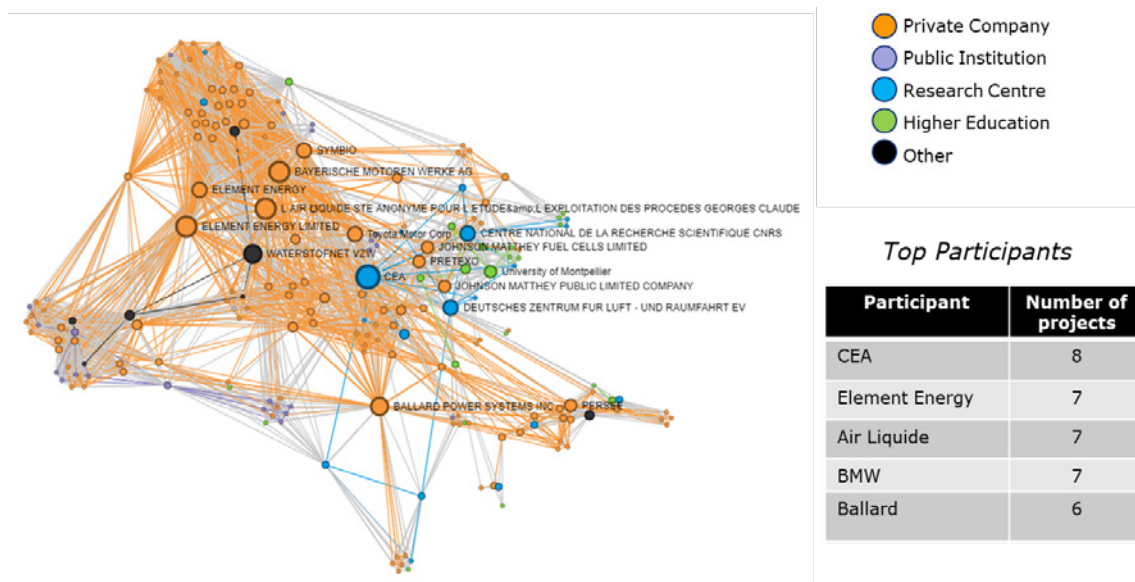 SYMBIO
BAYERISCHE MOTOREN WERKE AG
ELEMENT ENERGY
L AIR LIQUIDE STE ANONYME POUR L ETUDE&amp;L EXPLOITATION DES PROCEDES GEORGES CLAUDE
ELEMENT ENERGY LIMITED
Toyota Motor Corp
CENTRE NATIONAL DE LA RECHERCHE SCIENTIFIQUE CNRS
JOHNSON MATTHEY FUEL CELLS LIMITED
WATERSTOFNET VZW
PRETEXO
University of Montpellier
CEA
JOHNSON MATTHEY PUBLIC LIMITED COMPANY
DEUTSCHES ZENTRUM FUR LUFT - UND RAUMFAHRT EV
BALLARD POWER SYSTEMS INC
PERSEE
Private Company
Public Institution
Research Centre
Higher Education
Other
Top Participants
Participant Number of projects
CEA 8
Element Energy 7
Air Liquide 7
BMW 7
Ballard 6